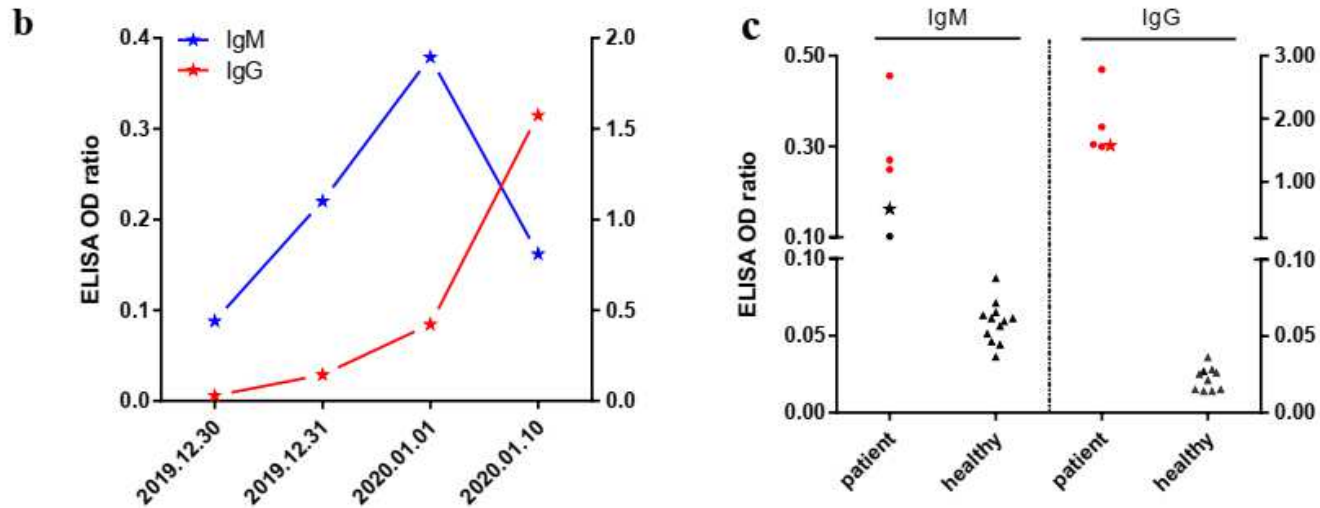 b
IgM
IgG
ELISA OD ratio
0.4
0.3
0.2
0.1
0.0
2.0
1.5
1.0
0.5
0.0
2019.12.30
2019.12.31
2020.01.01
2020.01.10
c
IgM
IgG
ELISA OD ratio
ELISA OD ratio
0.50
0.30
0.10
0.10
0.05
0.00
3.00
2.00
1.00
0.10
0.05
0.00
patient
healthy
patient
healthy